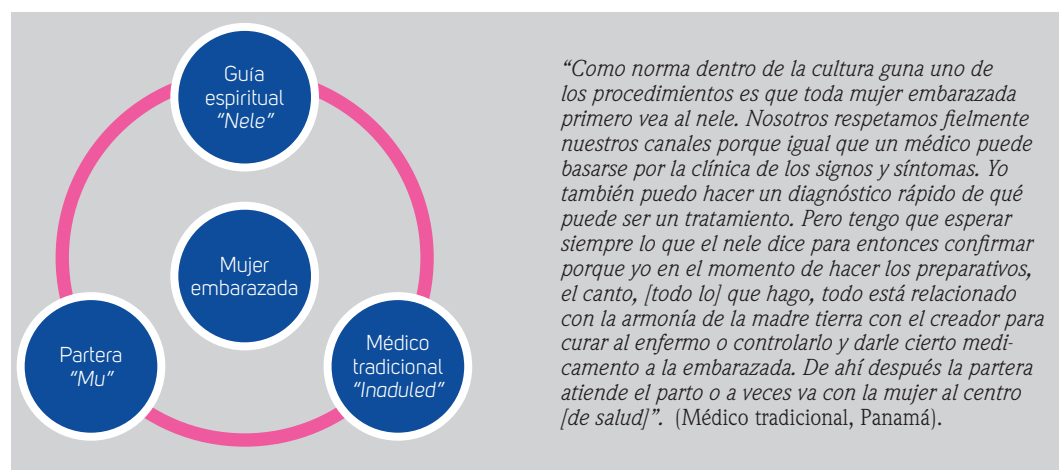 Guía
espiritual
“Nele”
Mujer
embarazada
Partera
“Mu”
Médico
tradicional
“Inaduled”
“Como norma dentro de la cultura guna uno de
los procedimientos es que toda mujer embarazada
primero vea al nele. Nosotros respetamos fielmente
nuestros canales porque igual que un médico puede
basarse por la clínica de los signos y síntomas. Yo
también puedo hacer un diagnóstico rápido de qué
puede ser un tratamiento. Pero tengo que esperar
siempre lo que el nele dice para entonces confirmar
porque yo en el momento de hacer los preparativos,
el canto, [todo lo] que hago, todo está relacionado
con la armonía de la madre tierra con el creador para
curar al enfermo o controlarlo y darle cierto medi-
camento a la embarazada. De ahí después la partera
atiende el parto o a veces va con la mujer al centro
[de salud]”. (Médico tradicional, Panamá).